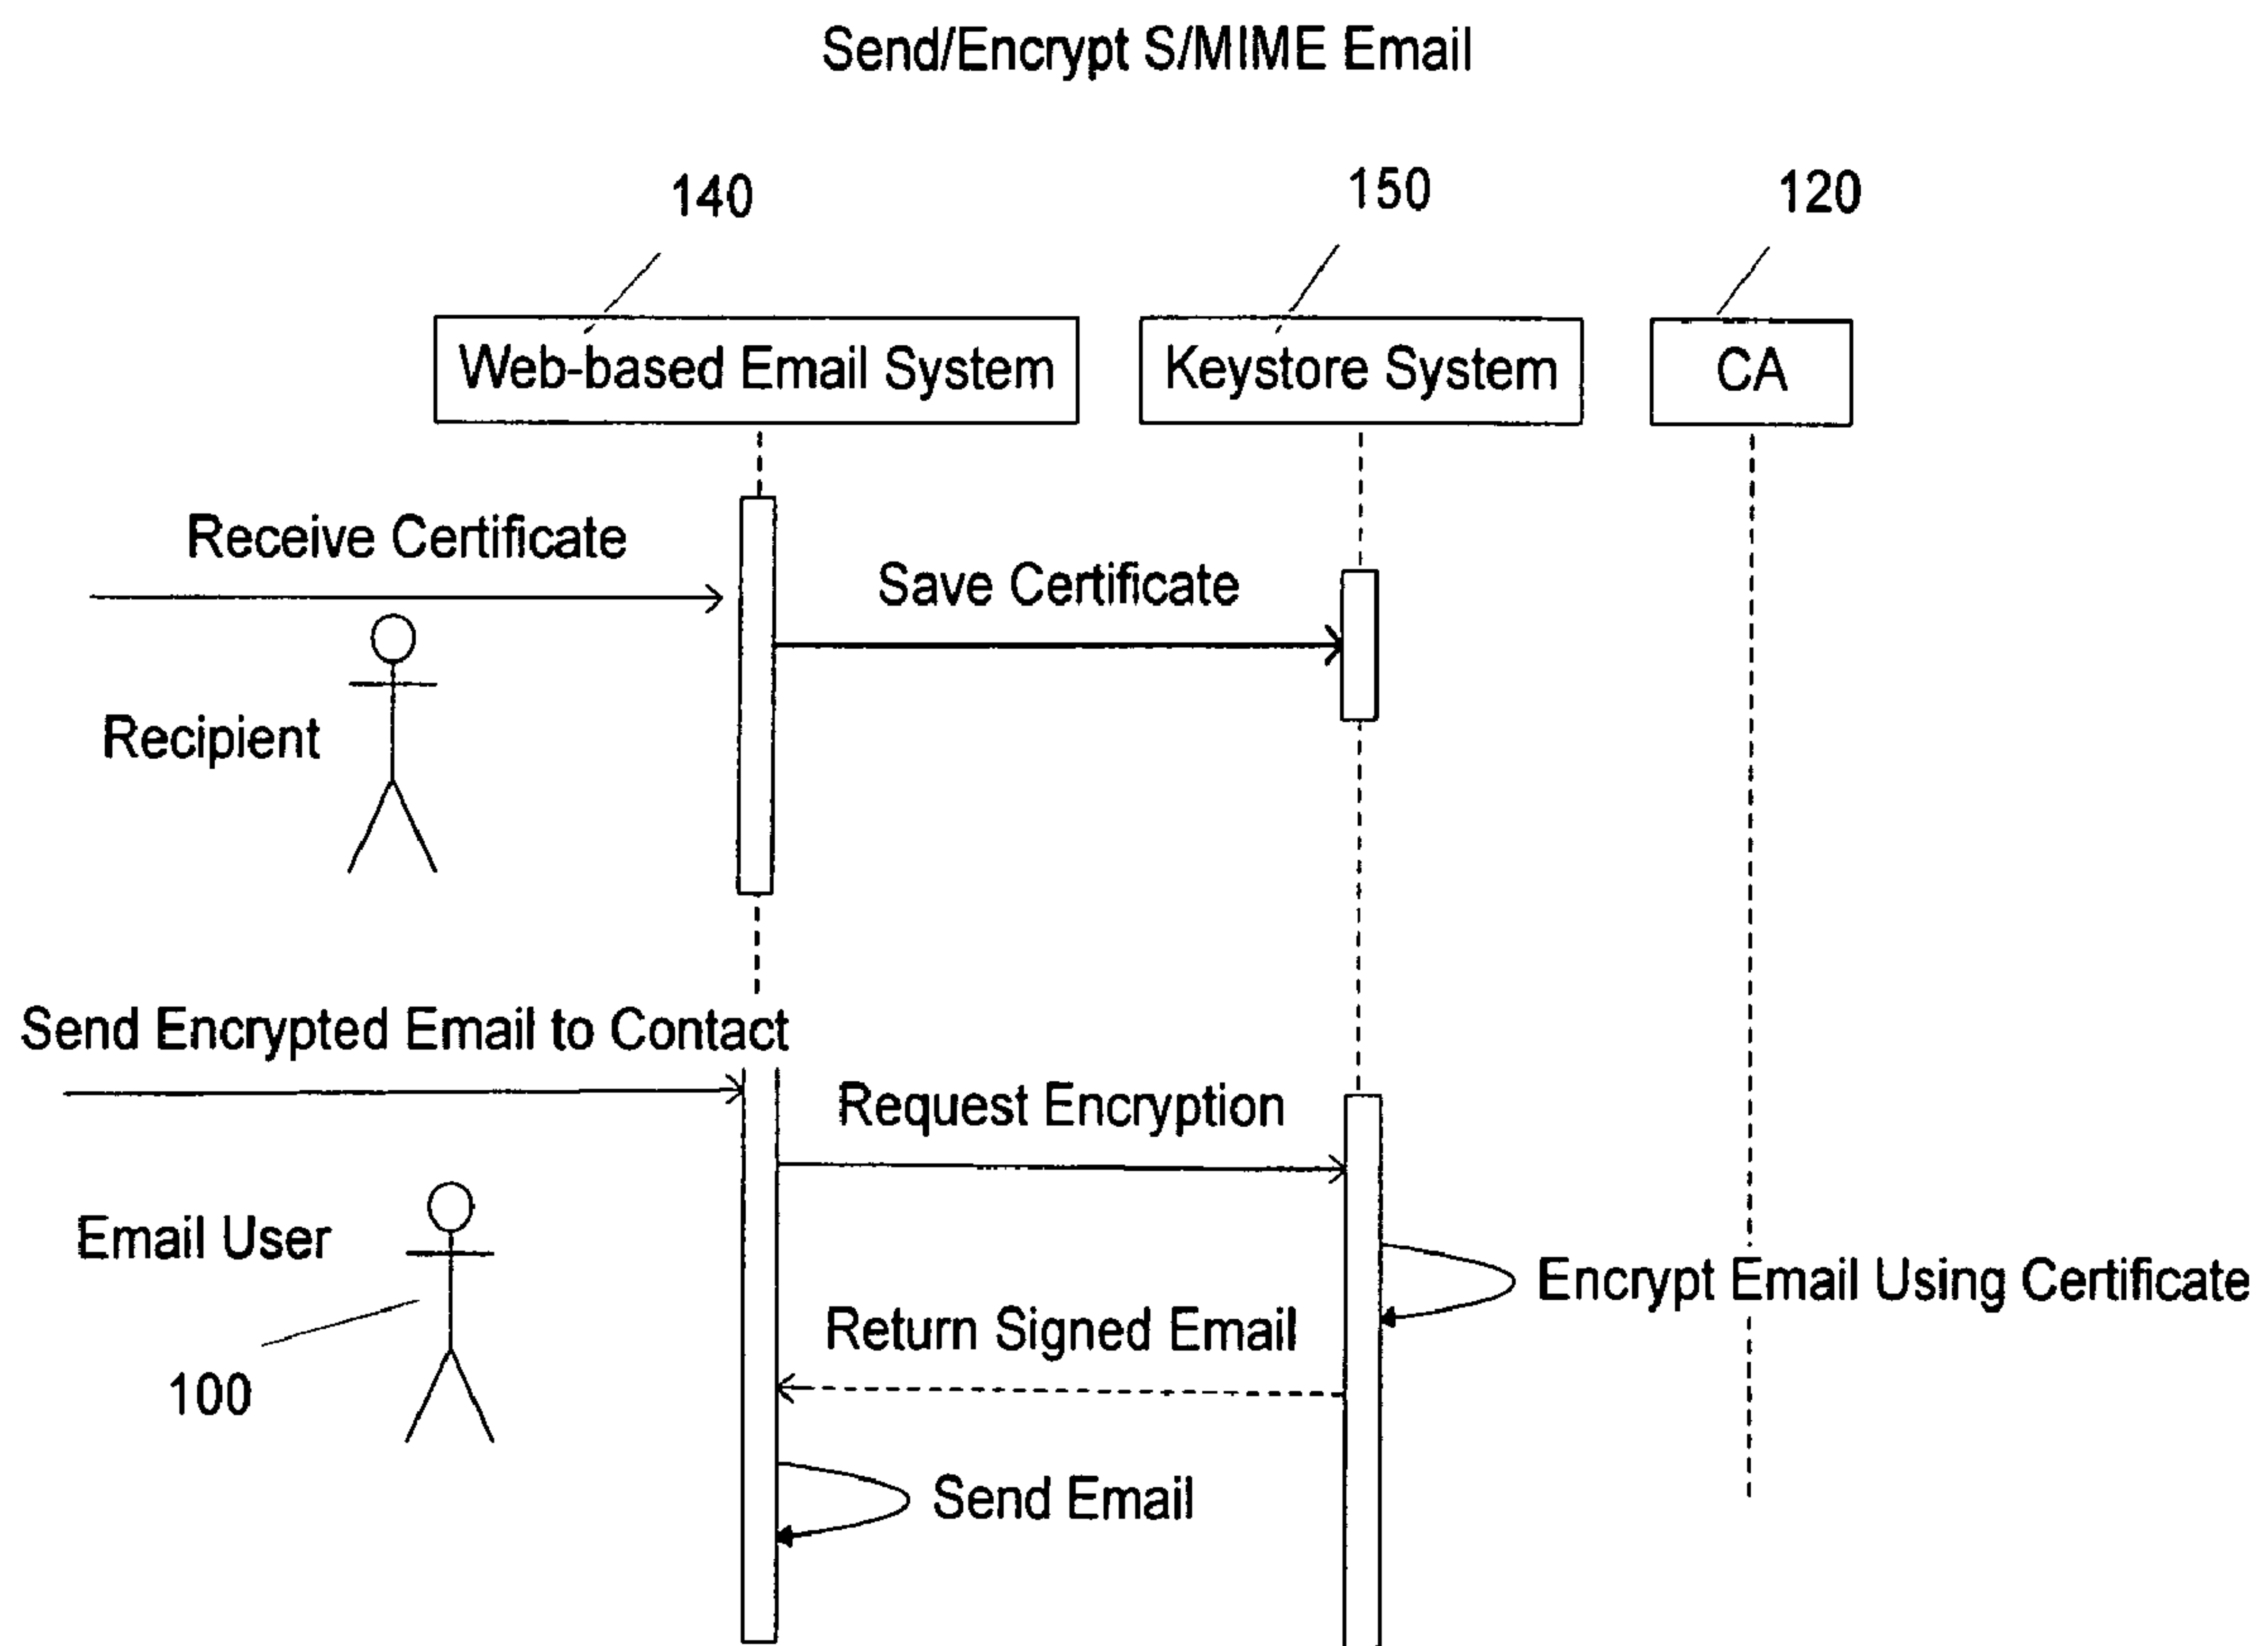 Send/Encrypt S/MIME Email
140
150
120
Web-based Email System
Keystore System
CA
Receive Certificate
Save Certificate
Recipient
Send Encrypted Email to Contact
Request Encryption
Email User
Encrypt Email Using Certificate
Return Signed Email
100
Send Email